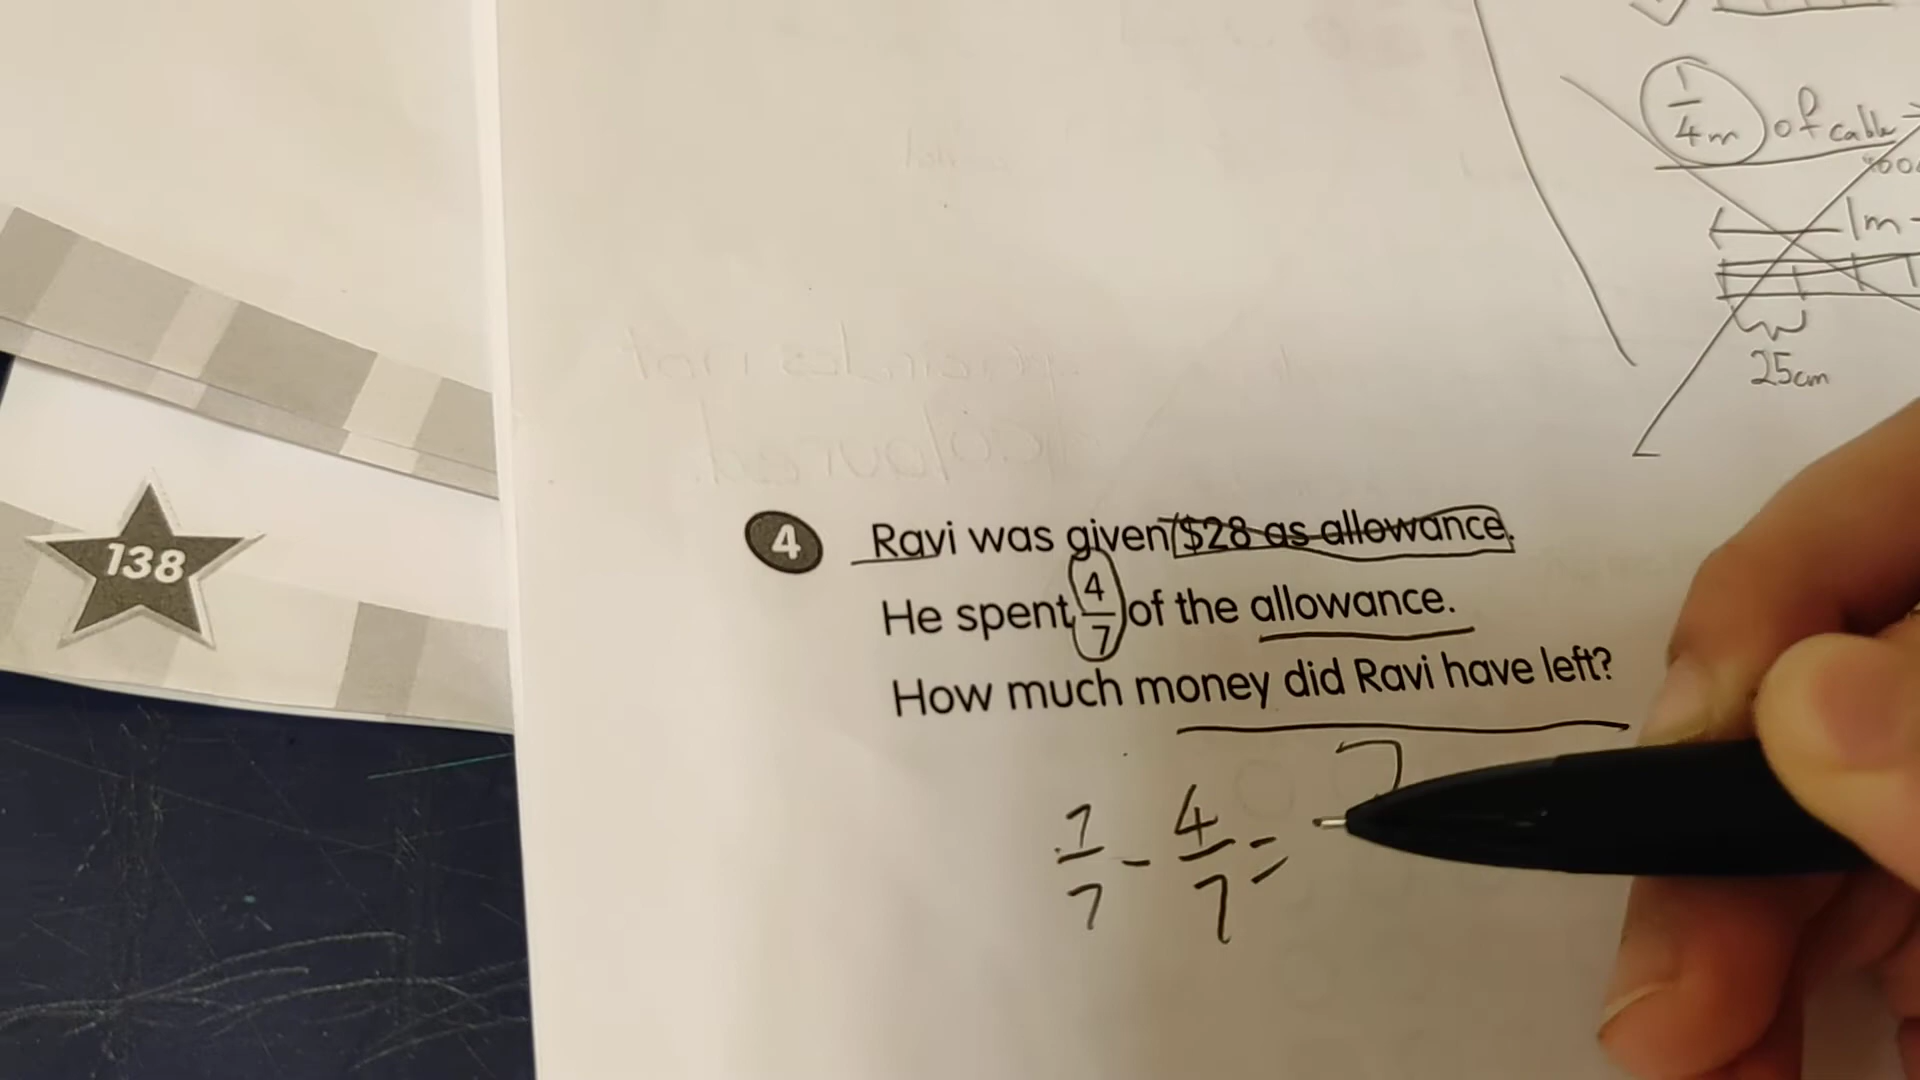 1/4 m of cable
1m
25cm
138
4 Ravi was given $28 as allowance.
He spent 4/7 of the allowance.
How much money did Ravi have left?
7/7 - 4/7 =